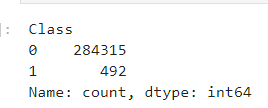 ]: Class
0    284315
1       492
Name: count, dtype: int64